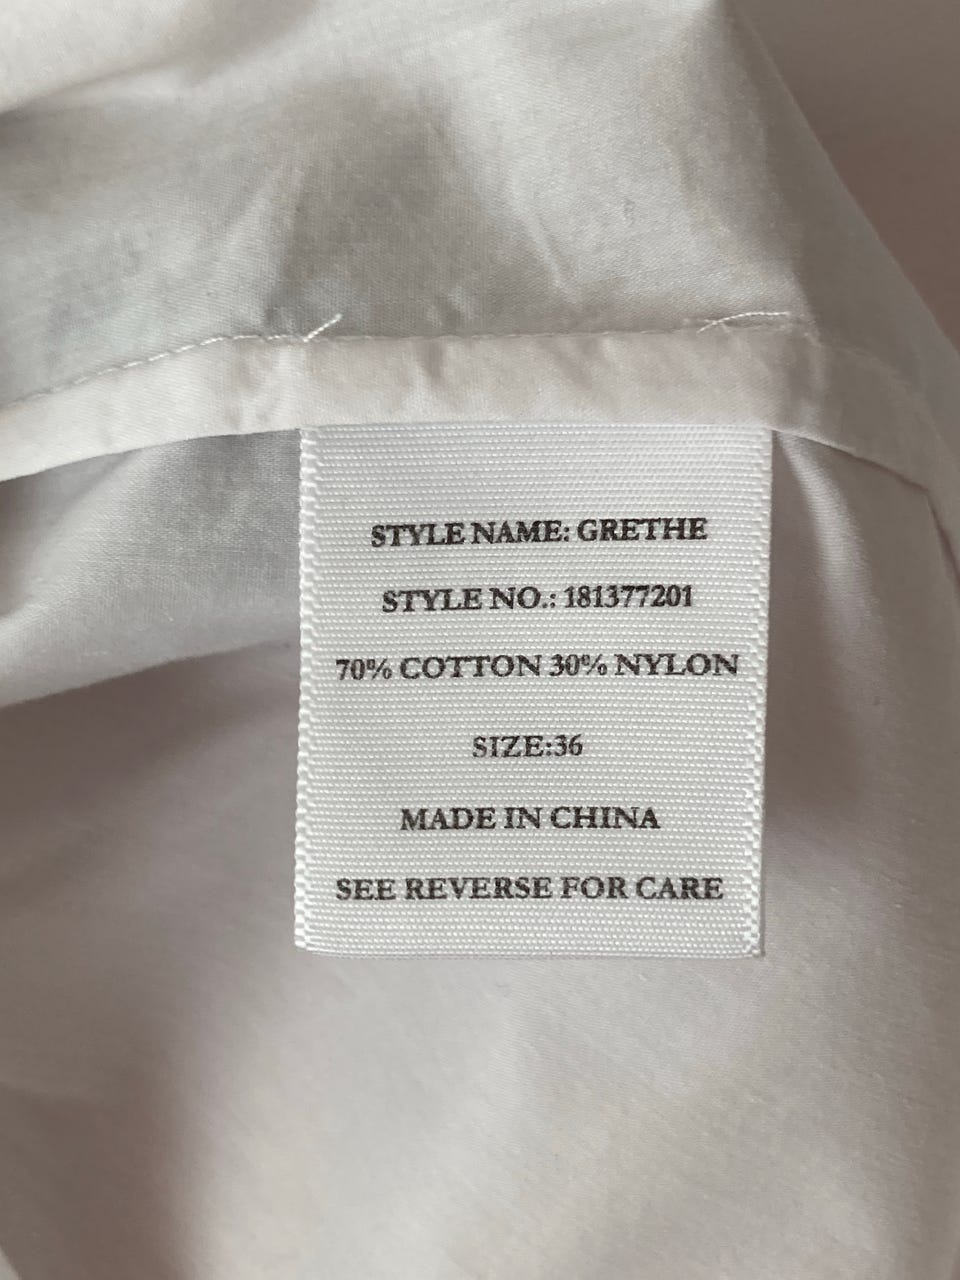 STYLE NAME: GRETHE
STYLE NO.: 181377201
70% COTTON 30% NYLON
SIZE:36
MADE IN CHINA
SEE REVERSE FOR CARE